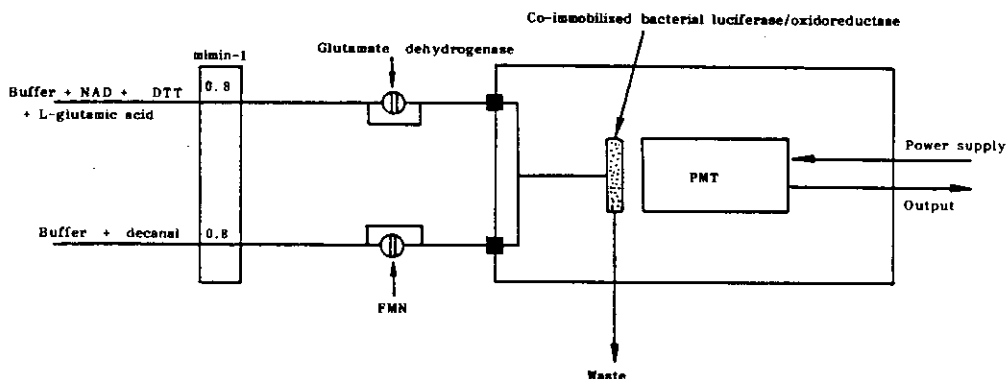 Co-immobilized bacterial luciferase/oxidoreductase
mlmin-1
Glutamate dehydrogenase
Buffer + NAD + DTT
+ L-glutamic acid
0.8
Power supply
PMT
Output
Buffer + decanal
0.8
FMN
Waste